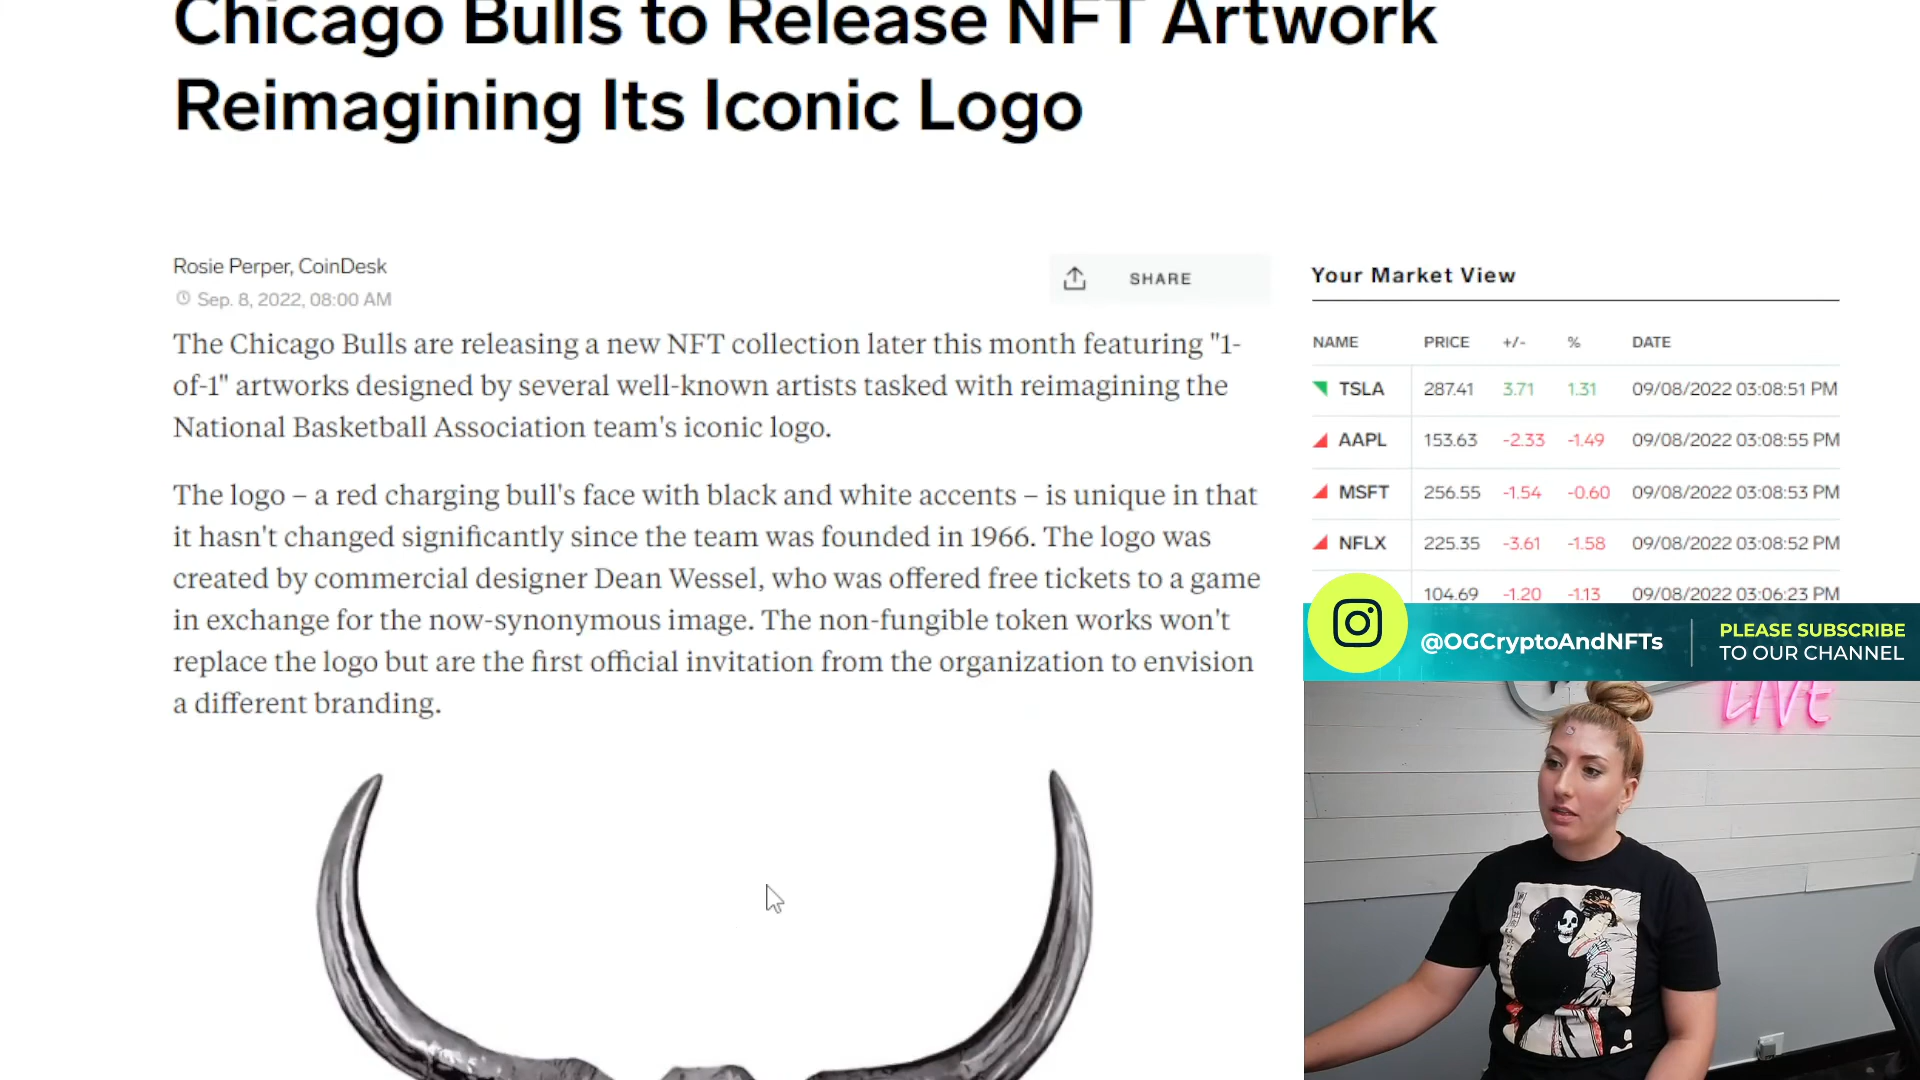 Chicago Bulls to Release NFT Artwork
Reimagining Its Iconic Logo
Rosie Perper, CoinDesk
Sep. 8, 2022, 08:00 AM
SHARE
The Chicago Bulls are releasing a new NFT collection later this month featuring "1-
of-1" artworks designed by several well-known artists tasked with reimagining the
National Basketball Association team's iconic logo.
The logo – a red charging bull's face with black and white accents – is unique in that
it hasn't changed significantly since the team was founded in 1966. The logo was
created by commercial designer Dean Wessel, who was offered free tickets to a game
in exchange for the now-synonymous image. The non-fungible token works won't
replace the logo but are the first official invitation from the organization to envision
a different branding.
Your Market View
NAME PRICE +/- % DATE
TSLA 287.41 3.71 1.31 09/08/2022 03:08:51 PM
AAPL 153.63 -2.33 -1.49 09/08/2022 03:08:55 PM
MSFT 256.55 -1.54 -0.60 09/08/2022 03:08:53 PM
NFLX 225.35 -3.61 -1.58 09/08/2022 03:08:52 PM
104.69 -1.20 -1.13 09/08/2022 03:06:23 PM
@OGCryptoAndNFTs
PLEASE SUBSCRIBE
TO OUR CHANNEL
LIVE